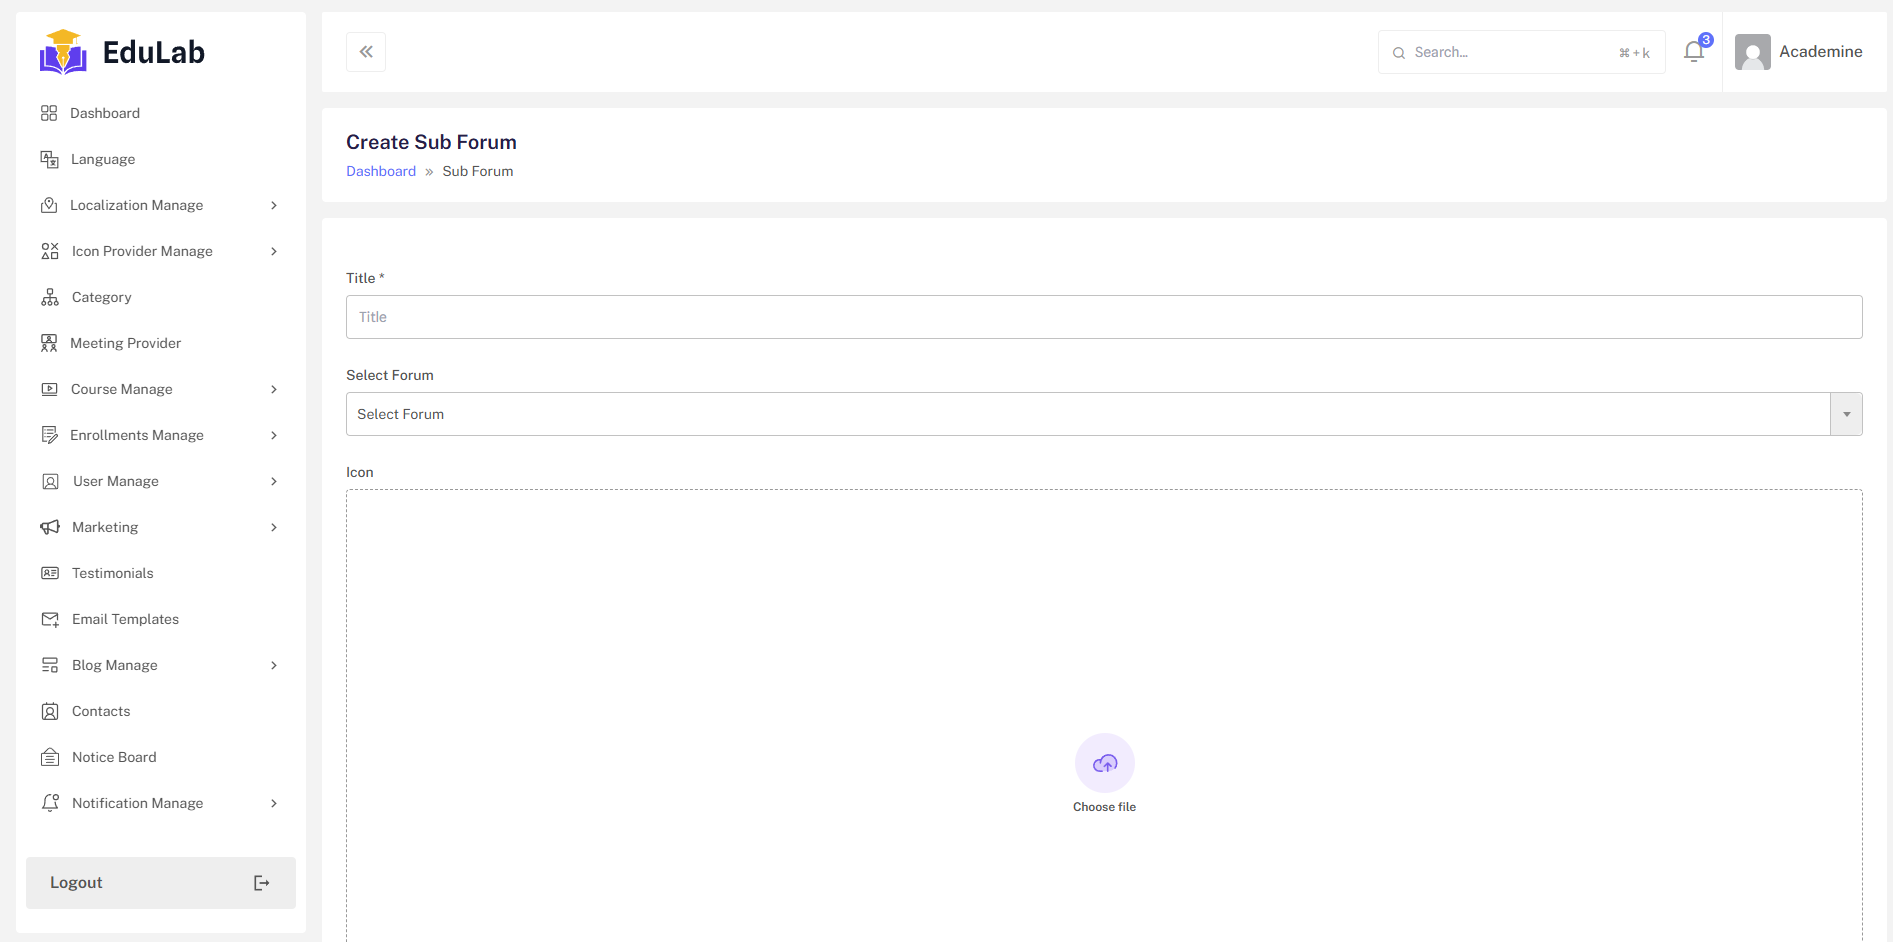 EduLab
Dashboard
Language
Localization Manage
Icon Provider Manage
Category
Meeting Provider
Course Manage
Enrollments Manage
User Manage
Marketing
Testimonials
Email Templates
Blog Manage
Contacts
Notice Board
Notification Manage
Logout
Search... ⌘ + k
3
Academine
Create Sub Forum
Dashboard » Sub Forum
Title *
Title
Select Forum
Select Forum
Icon
Choose file